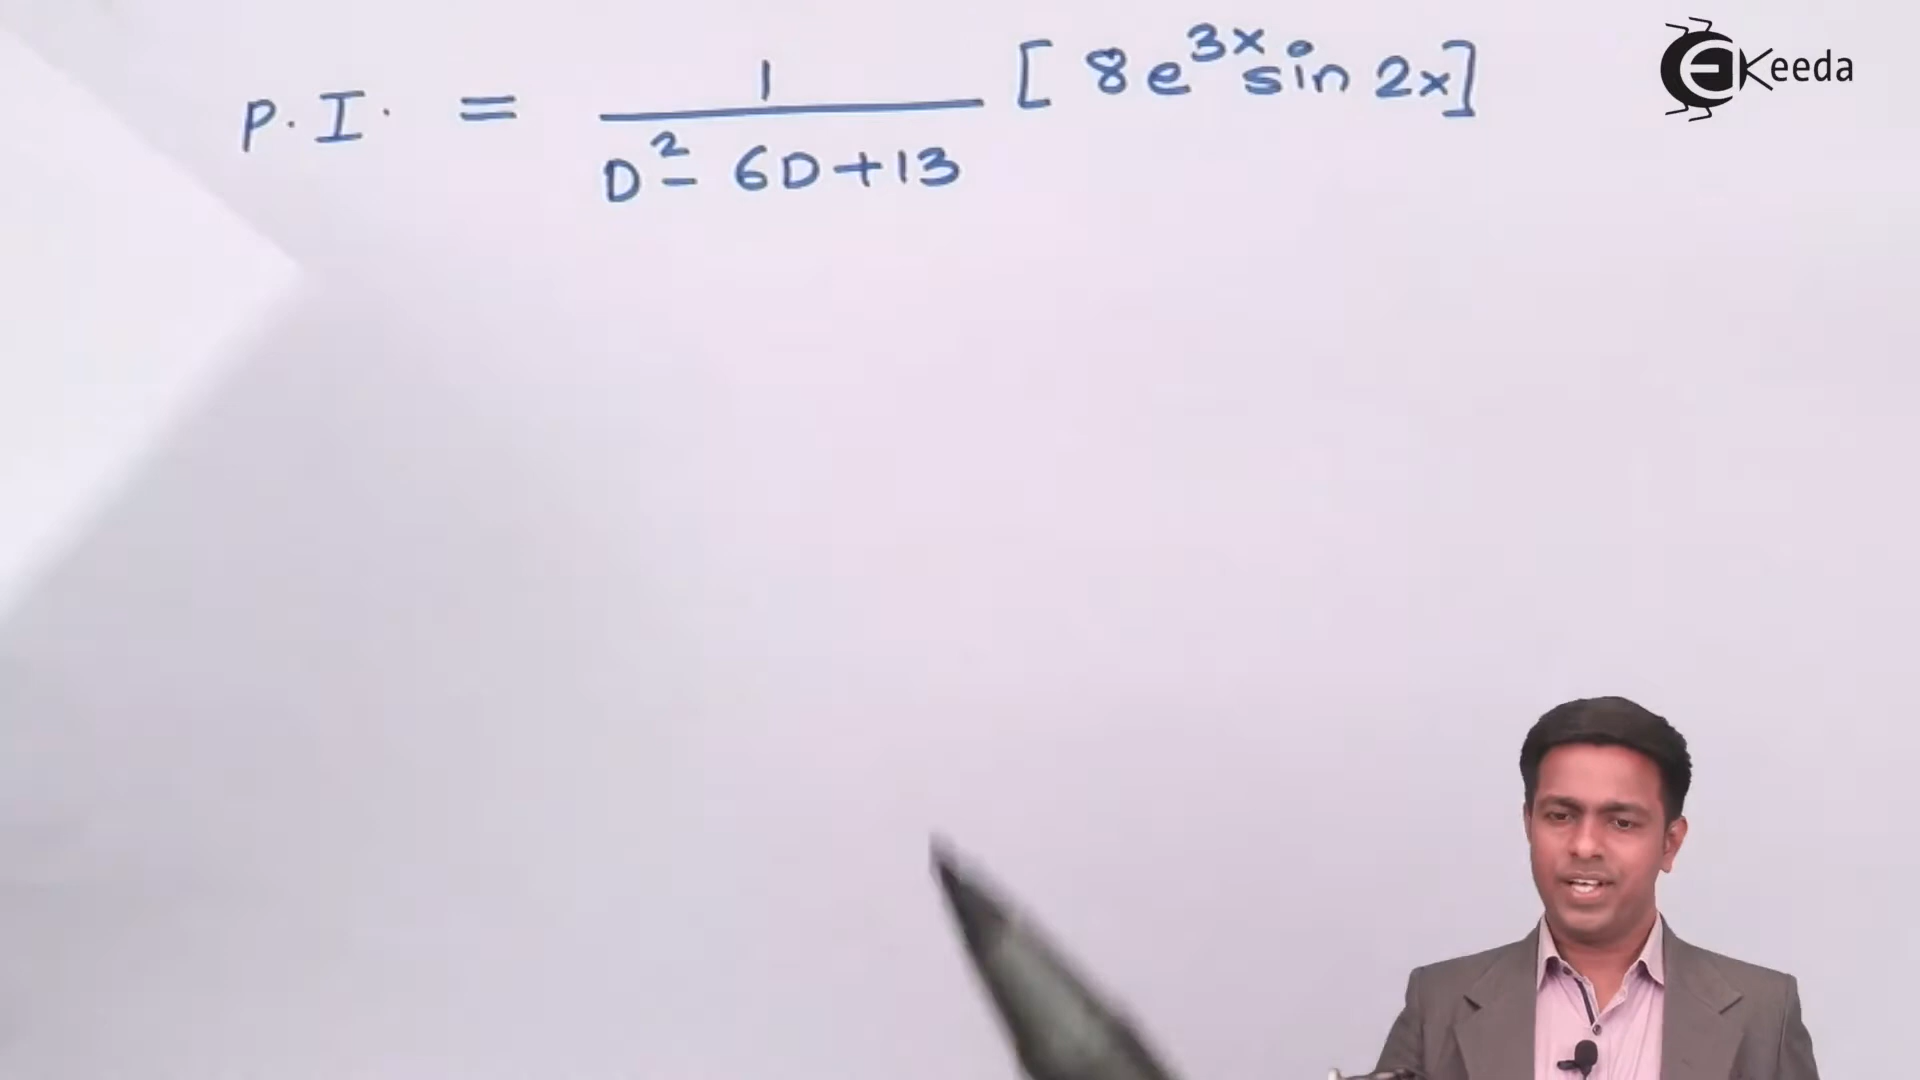 P.I. = 1/(D² - 6D + 13) [8e^{3x} sin 2x]
EKeeda